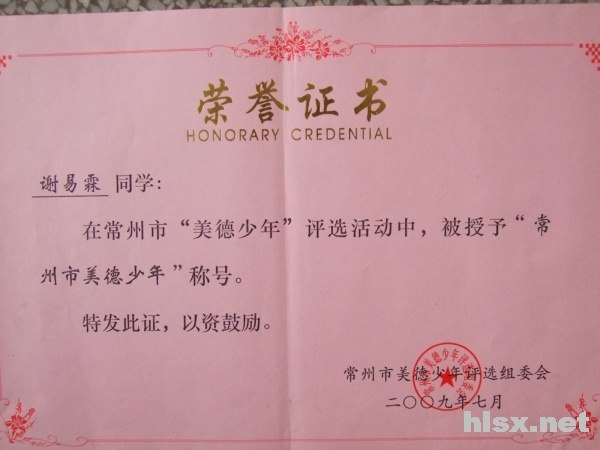 荣誉证书
HONORARY CREDENTIAL
谢易霖 同学：
在常州市“美德少年”评选活动中，被授予“常
州市美德少年”称号。
特发此证，以资鼓励。
常州市美德少年评选组委会
二〇〇九年七月
hlsx.net